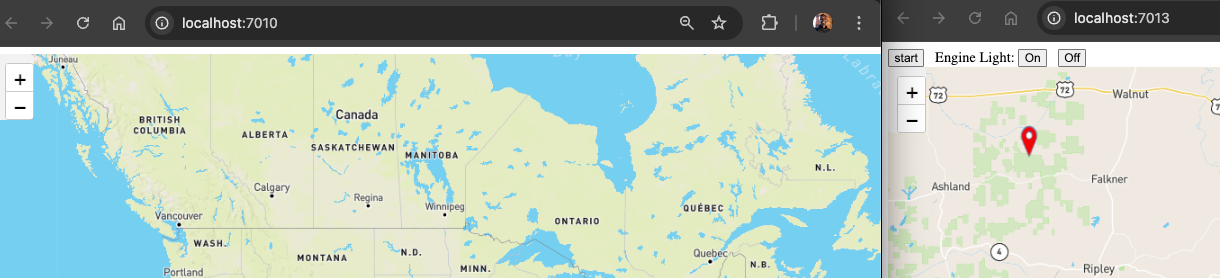 localhost:7010
Juneau
+
−
BRITISH
COLUMBIA
ALBERTA
Canada
SASKATCHEWAN
MANITOBA
Calgary
Regina
Winnipeg
Vancouver
WASH.
MONTANA
N.D.
MINN.
Portland
ONTARIO
QUÉBEC
Quebec
N.L.
N.B.
Labra
localhost:7013
start Engine Light: On Off
+
−
72
72
Walnut
Ashland
Falkner
4
Ripley